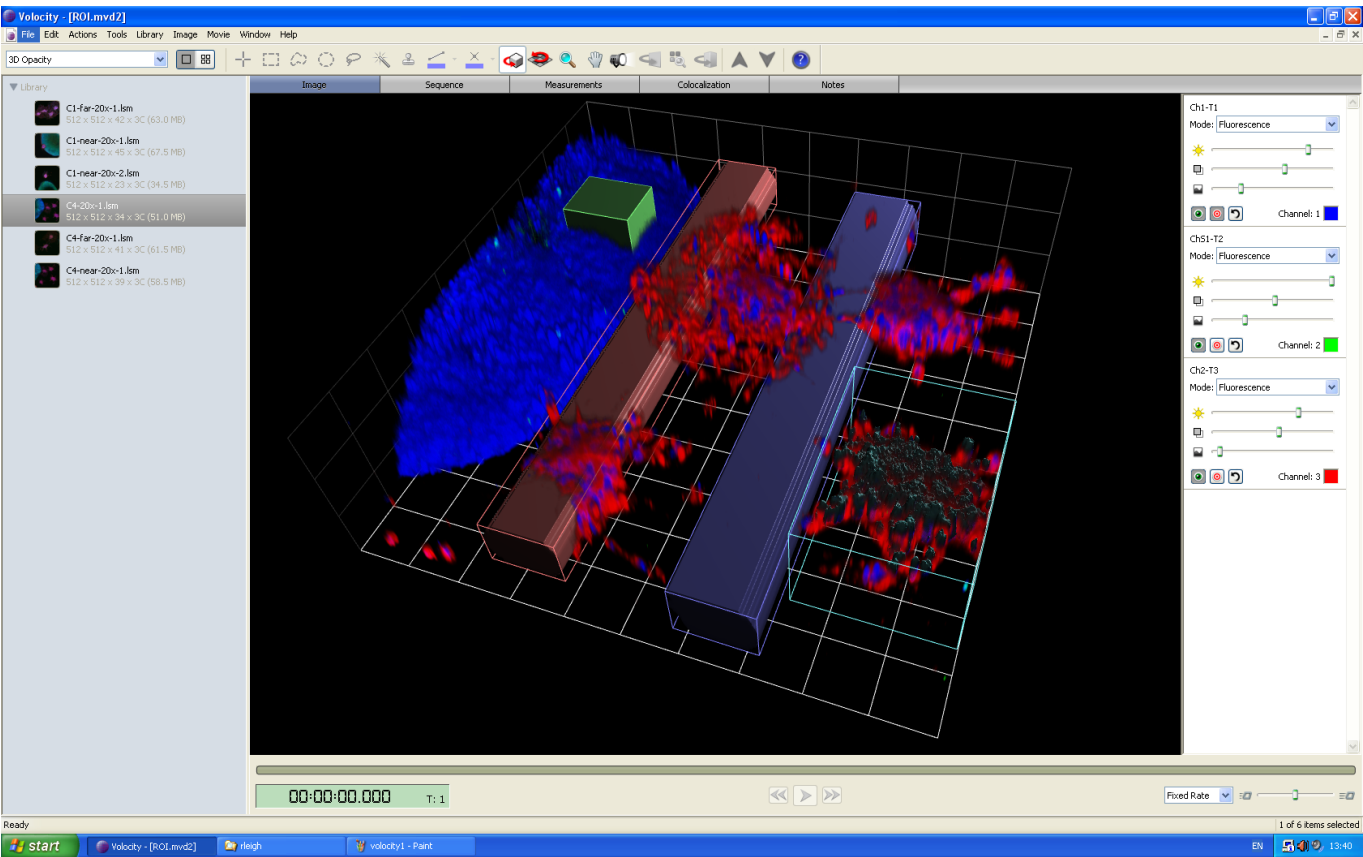 Volocity - [ROI.mvd2]
File Edit Actions Tools Library Image Movie Window Help
3D Opacity
Library
Image Sequence Measurements Colocalization Notes
C1-far-20x-1.lsm
512 x 512 x 42 x 3C (63.0 MB)
C1-near-20x-1.lsm
512 x 512 x 45 x 3C (67.5 MB)
C1-near-20x-2.lsm
512 x 512 x 23 x 3C (34.5 MB)
C4-20x-1.lsm
512 x 512 x 34 x 3C (51.0 MB)
C4-far-20x-1.lsm
512 x 512 x 41 x 3C (61.5 MB)
C4-near-20x-1.lsm
512 x 512 x 39 x 3C (58.5 MB)
Ch1-T1
Mode: Fluorescence
Channel: 1
ChS1-T2
Mode: Fluorescence
Channel: 2
Ch2-T3
Mode: Fluorescence
Channel: 3
00:00:00.000 T: 1
Fixed Rate
Ready
1 of 6 items selected
start Volocity - [ROI.mvd2] rleigh volocity1 - Paint EN 13:40